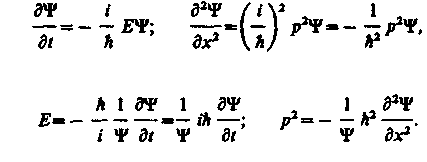 ∂Ψ/∂t = − i/ħ EΨ; ∂²Ψ/∂x² = (i/ħ)² p²Ψ = − 1/ħ² p²Ψ,
E = − ħ/i 1/Ψ ∂Ψ/∂t = 1/Ψ iħ ∂Ψ/∂t; p² = − 1/Ψ ħ² ∂²Ψ/∂x².